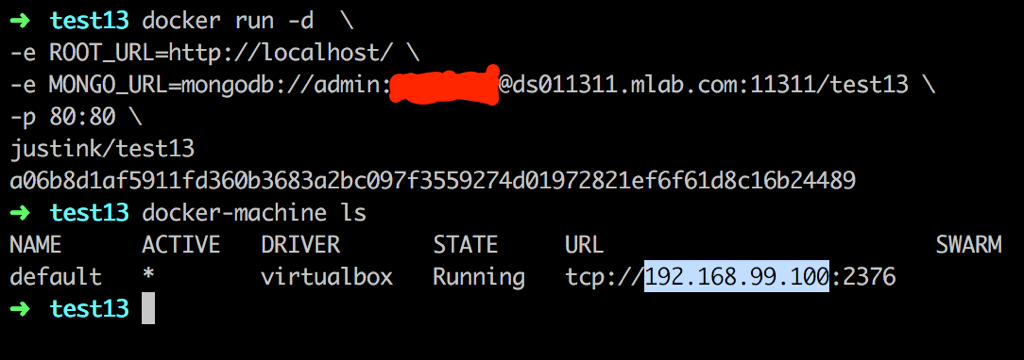 ➜ test13 docker run -d \
-e ROOT_URL=http://localhost/ \
-e MONGO_URL=mongodb://admin:@ds011311.mlab.com:11311/test13 \
-p 80:80 \
justink/test13
a06b8d1af5911fd360b3683a2bc097f3559274d01972821ef6f61d8c16b24489
➜ test13 docker-machine ls
NAME ACTIVE DRIVER STATE URL SWARM
default * virtualbox Running tcp://192.168.99.100:2376
➜ test13